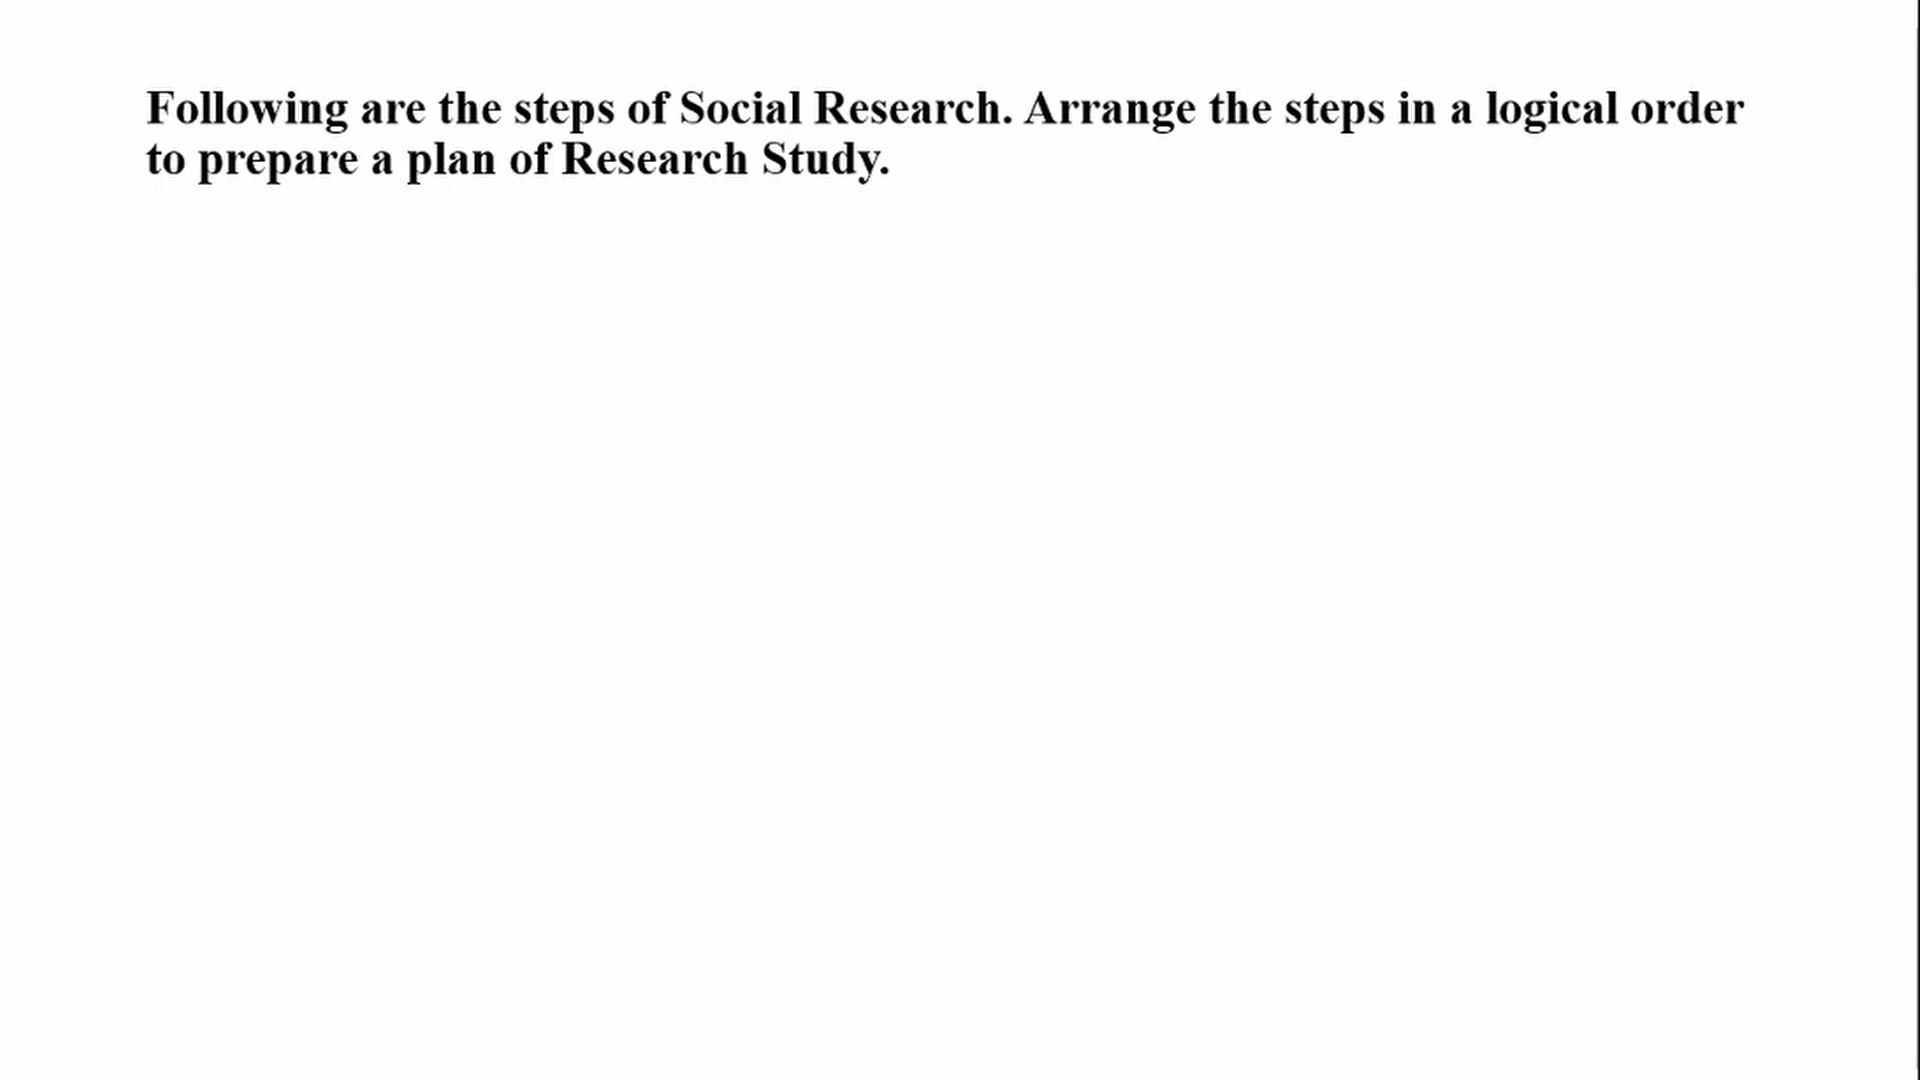 Following are the steps of Social Research. Arrange the steps in a logical order
to prepare a plan of Research Study.